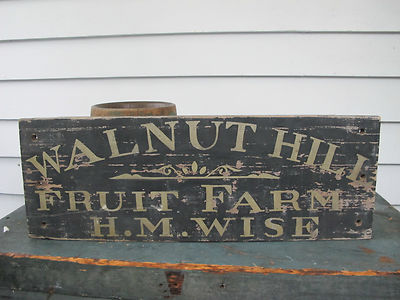 WALNUT HILL
FRUIT FARM
H.M. WISE